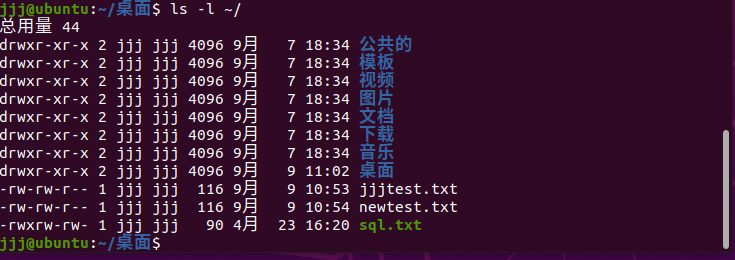 jjj@ubuntu:~/桌面$ ls -l ~/
总用量 44
drwxr-xr-x 2 jjj jjj 4096 9月   7 18:34 公共的
drwxr-xr-x 2 jjj jjj 4096 9月   7 18:34 模板
drwxr-xr-x 2 jjj jjj 4096 9月   7 18:34 视频
drwxr-xr-x 2 jjj jjj 4096 9月   7 18:34 图片
drwxr-xr-x 2 jjj jjj 4096 9月   7 18:34 文档
drwxr-xr-x 2 jjj jjj 4096 9月   7 18:34 下载
drwxr-xr-x 2 jjj jjj 4096 9月   7 18:34 音乐
drwxr-xr-x 2 jjj jjj 4096 9月   9 11:02 桌面
-rw-rw-r-- 1 jjj jjj  116 9月   9 10:53 jjjtest.txt
-rw-rw-r-- 1 jjj jjj  116 9月   9 10:54 newtest.txt
-rwxrw-rw- 1 jjj jjj   90 4月  23 16:20 sql.txt
jjj@ubuntu:~/桌面$